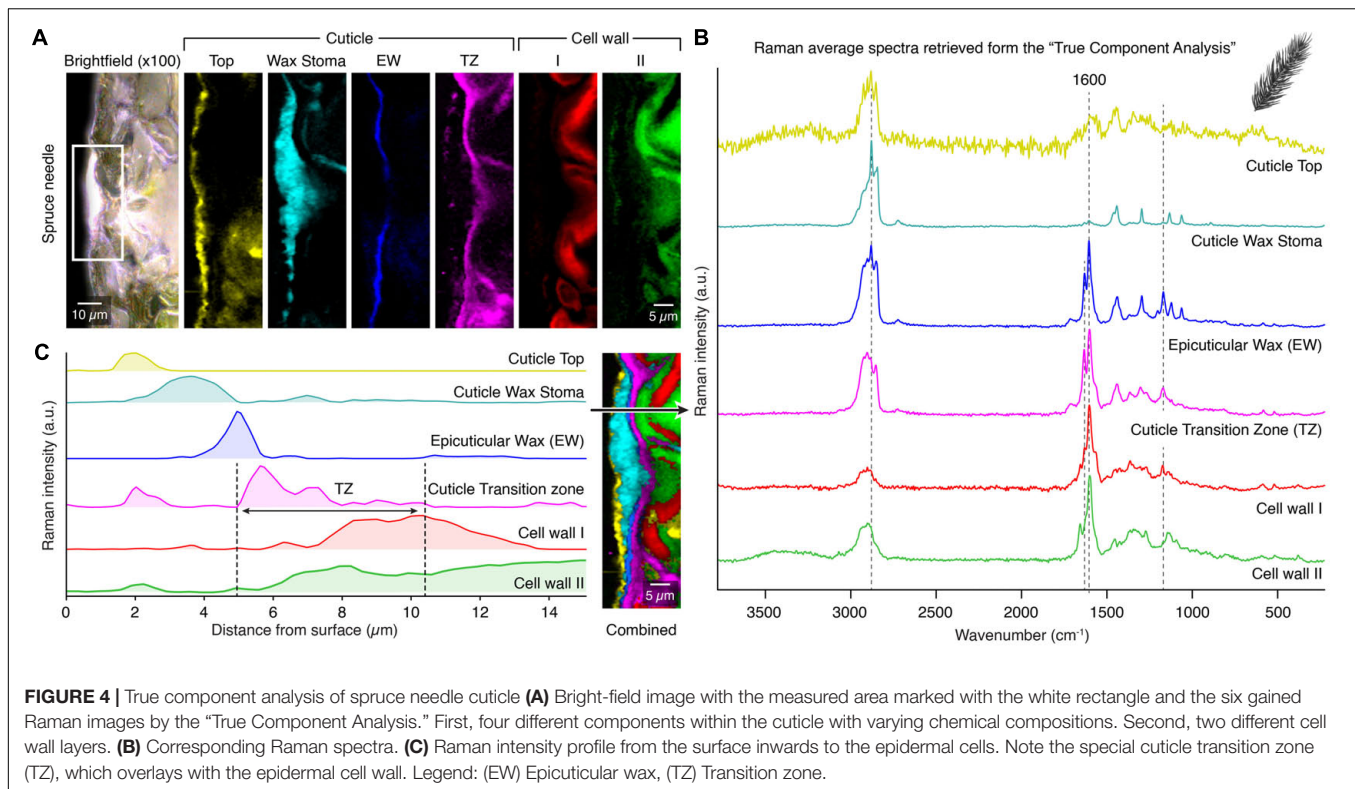 A
Cuticle
Cell wall
Brightfield (x100)
Top
Wax Stoma
EW
TZ
I
II
Spruce needle
10 µm
5 µm
B
Raman average spectra retrieved form the “True Component Analysis”
1600
Cuticle Top
Cuticle Wax Stoma
Epicuticular Wax (EW)
Cuticle Transition Zone (TZ)
Cell wall I
Cell wall II
Raman intensity (a.u.)
3500 3000 2500 2000 1500 1000 500
Wavenumber (cm-1)
C
Cuticle Top
Cuticle Wax Stoma
Epicuticular Wax (EW)
TZ
Cuticle Transition zone
Cell wall I
Cell wall II
Raman intensity (a.u.)
0 2 4 6 8 10 12 14
Distance from surface (µm)
5 µm
Combined
FIGURE 4 | True component analysis of spruce needle cuticle (A) Bright-field image with the measured area marked with the white rectangle and the six gained
Raman images by the “True Component Analysis.” First, four different components within the cuticle with varying chemical compositions. Second, two different cell
wall layers. (B) Corresponding Raman spectra. (C) Raman intensity profile from the surface inwards to the epidermal cells. Note the special cuticle transition zone
(TZ), which overlays with the epidermal cell wall. Legend: (EW) Epicuticular wax, (TZ) Transition zone.